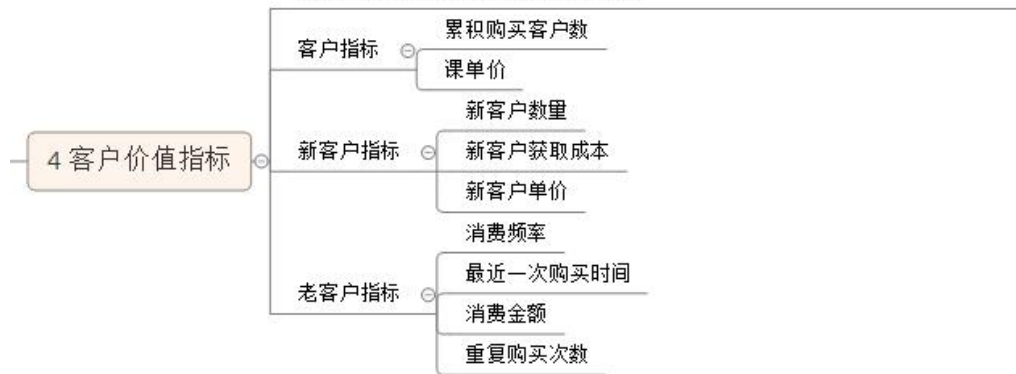 客户指标
累积购买客户数
课单价
4 客户价值指标
新客户指标
新客户数量
新客户获取成本
新客户单价
老客户指标
消费频率
最近一次购买时间
消费金额
重复购买次数